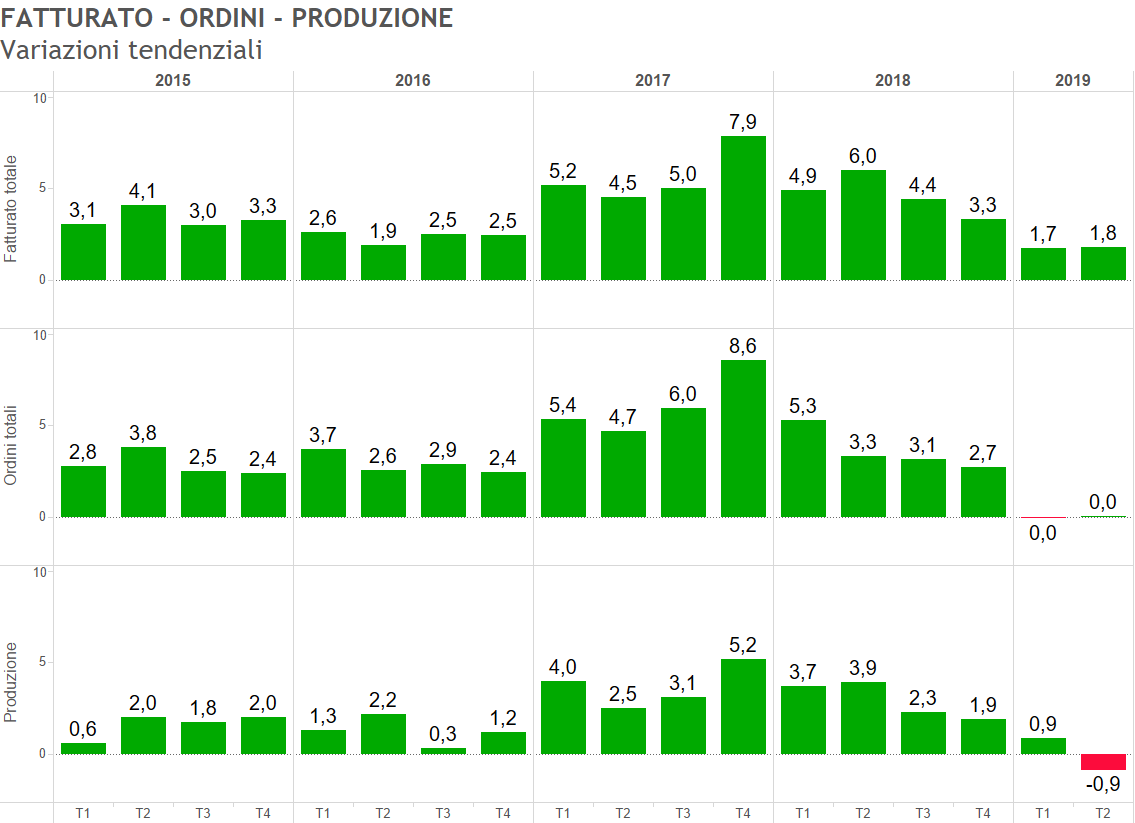 FATTURATO - ORDINI - PRODUZIONE
Variazioni tendenziali
2015 2016 2017 2018 2019
Fatturato totale
10
5
0
3,1 4,1 3,0 3,3 2,6 1,9 2,5 2,5 5,2 4,5 5,0 7,9 4,9 6,0 4,4 3,3 1,7 1,8
Ordini totali
10
5
0
2,8 3,8 2,5 2,4 3,7 2,6 2,9 2,4 5,4 4,7 6,0 8,6 5,3 3,3 3,1 2,7 0,0 0,0
Produzione
10
5
0
0,6 2,0 1,8 2,0 1,3 2,2 0,3 1,2 4,0 2,5 3,1 5,2 3,7 3,9 2,3 1,9 0,9 -0,9
T1 T2 T3 T4 T1 T2 T3 T4 T1 T2 T3 T4 T1 T2 T3 T4 T1 T2